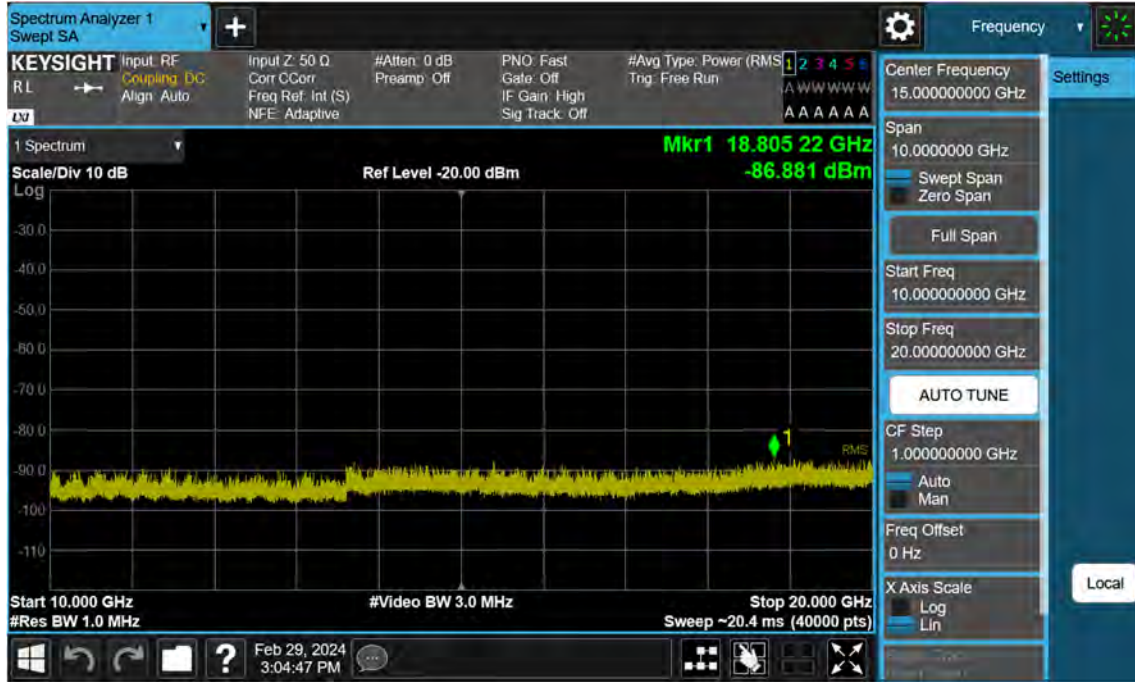 Spectrum Analyzer 1
Swept SA
+
Frequency
KEYSIGHT
R L
LXI
Input: RF
Coupling: DC
Align: Auto
Input Z: 50 Ω
Corr CCorr
Freq Ref: Int (S)
NFE: Adaptive
#Atten: 0 dB
Preamp: Off
PNO: Fast
Gate: Off
IF Gain: High
Sig Track: Off
#Avg Type: Power (RMS
Trig: Free Run
1 2 3 4 5 6
A W W W W W
A A A A A A
1 Spectrum
Scale/Div 10 dB
Log
Ref Level -20.00 dBm
Mkr1 18.805 22 GHz
-86.881 dBm
-30.0
-40.0
-50.0
-60.0
-70.0
-80.0
-90.0
-100
-110
1
RMS
Start 10.000 GHz
#Res BW 1.0 MHz
#Video BW 3.0 MHz
Stop 20.000 GHz
Sweep ~20.4 ms (40000 pts)
Center Frequency
15.000000000 GHz
Span
10.0000000 GHz
Swept Span
Zero Span
Full Span
Start Freq
10.000000000 GHz
Stop Freq
20.000000000 GHz
AUTO TUNE
CF Step
1.000000000 GHz
Auto
Man
Freq Offset
0 Hz
X Axis Scale
Log
Lin
Settings
Local
?
Feb 29, 2024
3:04:47 PM